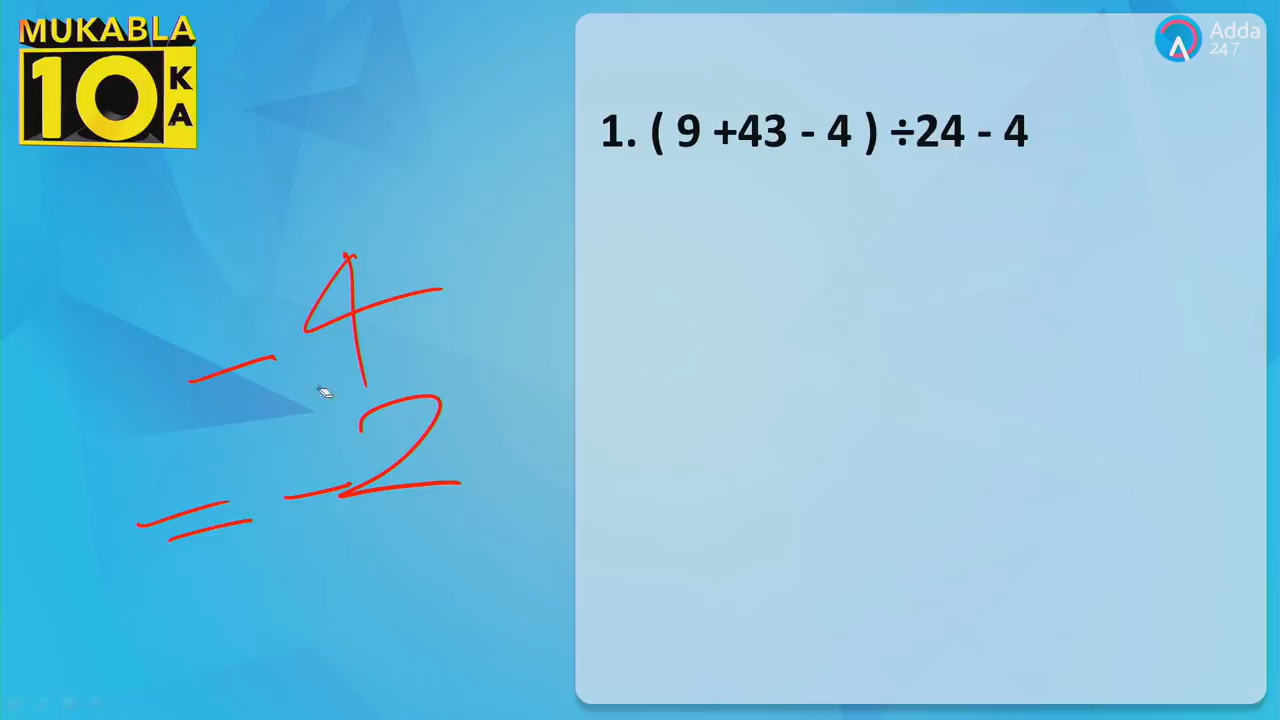 MUKABLA
10 KA
Adda
247
1. ( 9 +43 - 4 ) ÷24 - 4
- 4
= - 2